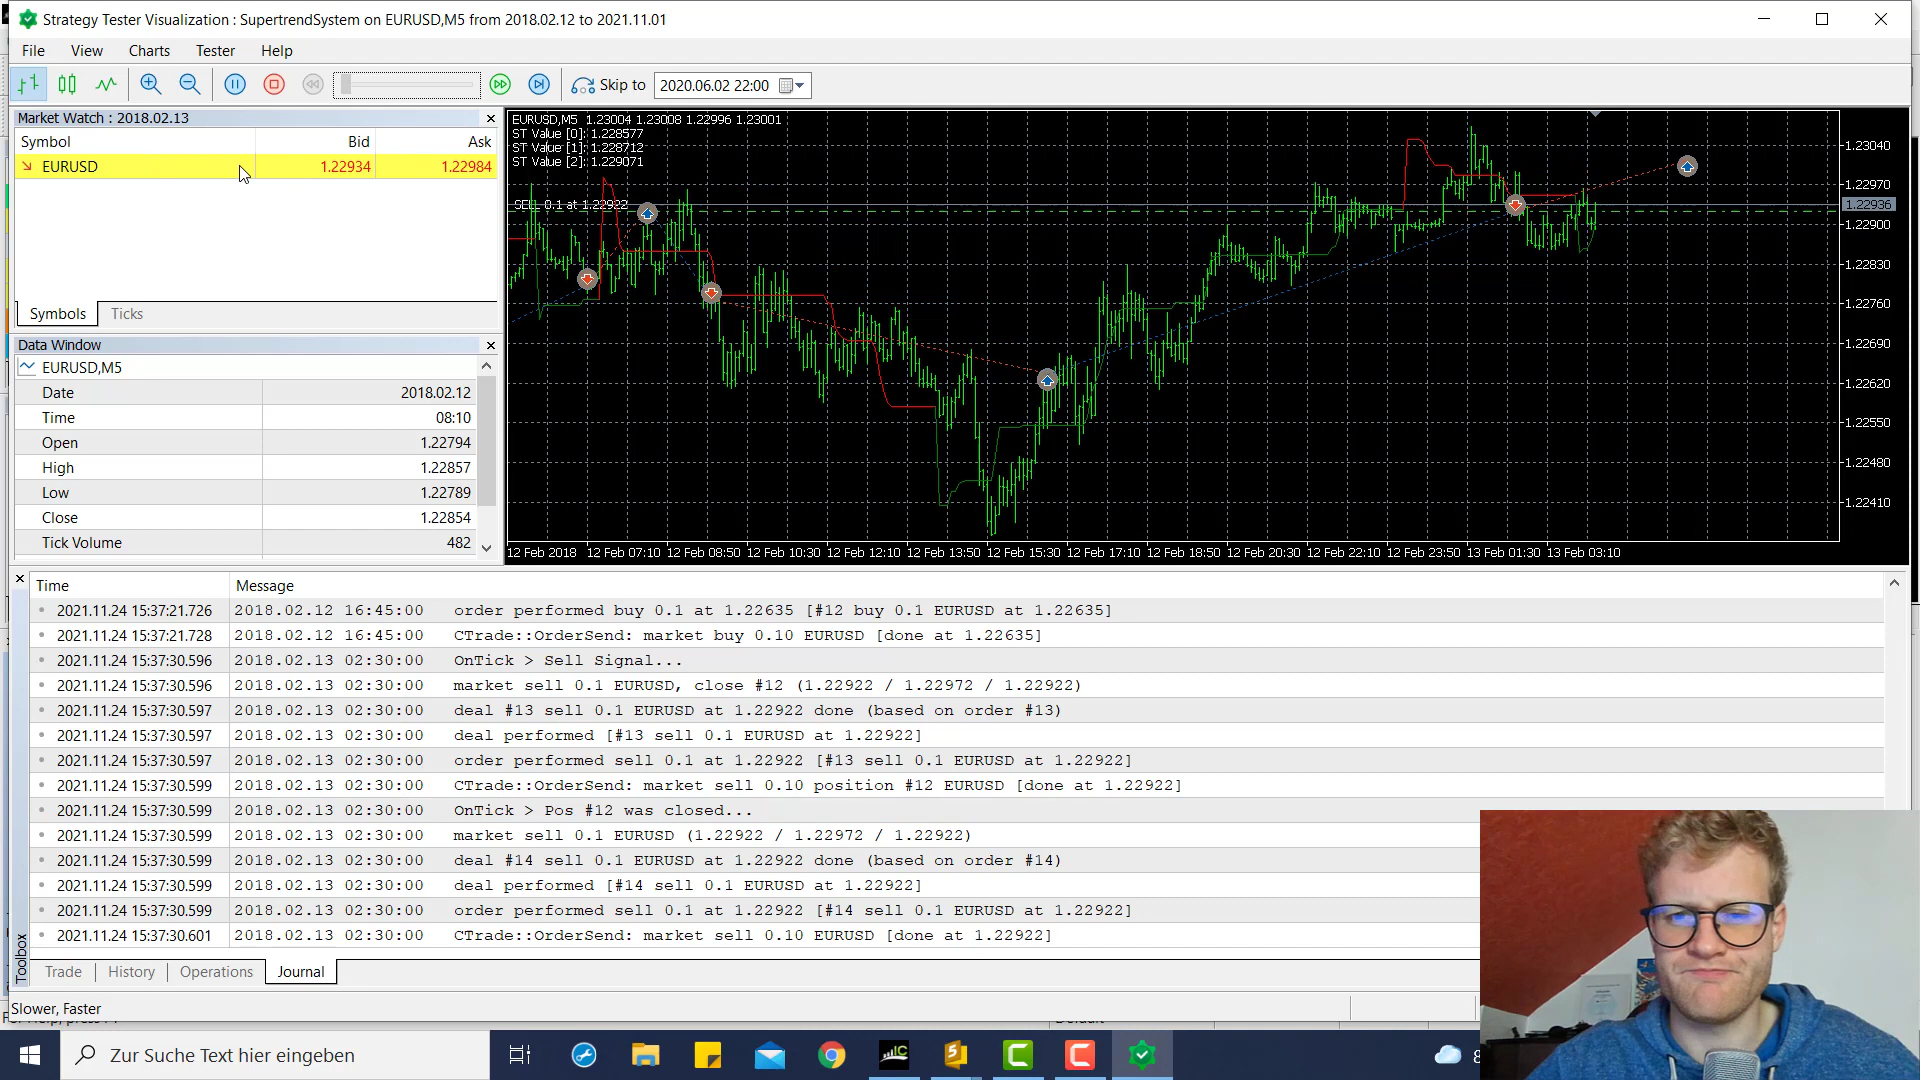 Strategy Tester Visualization : SupertrendSystem on EURUSD,M5 from 2018.02.12 to 2021.11.01
File View Charts Tester Help
Skip to 2020.06.02 22:00
Market Watch : 2018.02.13
Symbol Bid Ask
EURUSD 1.22934 1.22984
Symbols Ticks
Data Window
EURUSD,M5
Date 2018.02.12
Time 08:10
Open 1.22794
High 1.22857
Low 1.22789
Close 1.22854
Tick Volume 482
EURUSD,M5 1.23004 1.23008 1.22996 1.23001
ST Value [0]: 1.228577
ST Value [1]: 1.228712
ST Value [2]: 1.229071
SELL 0.1 at 1.22922
1.23040
1.22970
1.22936
1.22900
1.22830
1.22760
1.22690
1.22620
1.22550
1.22480
1.22410
12 Feb 2018 12 Feb 07:10 12 Feb 08:50 12 Feb 10:30 12 Feb 12:10 12 Feb 13:50 12 Feb 15:30 12 Feb 17:10 12 Feb 18:50 12 Feb 20:30 12 Feb 22:10 12 Feb 23:50 13 Feb 01:30 13 Feb 03:10
Time Message
2021.11.24 15:37:21.726 2018.02.12 16:45:00 order performed buy 0.1 at 1.22635 [#12 buy 0.1 EURUSD at 1.22635]
2021.11.24 15:37:21.728 2018.02.12 16:45:00 CTrade::OrderSend: market buy 0.10 EURUSD [done at 1.22635]
2021.11.24 15:37:30.596 2018.02.13 02:30:00 OnTick > Sell Signal...
2021.11.24 15:37:30.596 2018.02.13 02:30:00 market sell 0.1 EURUSD, close #12 (1.22922 / 1.22972 / 1.22922)
2021.11.24 15:37:30.597 2018.02.13 02:30:00 deal #13 sell 0.1 EURUSD at 1.22922 done (based on order #13)
2021.11.24 15:37:30.597 2018.02.13 02:30:00 deal performed [#13 sell 0.1 EURUSD at 1.22922]
2021.11.24 15:37:30.597 2018.02.13 02:30:00 order performed sell 0.1 at 1.22922 [#13 sell 0.1 EURUSD at 1.22922]
2021.11.24 15:37:30.599 2018.02.13 02:30:00 CTrade::OrderSend: market sell 0.10 position #12 EURUSD [done at 1.22922]
2021.11.24 15:37:30.599 2018.02.13 02:30:00 OnTick > Pos #12 was closed...
2021.11.24 15:37:30.599 2018.02.13 02:30:00 market sell 0.1 EURUSD (1.22922 / 1.22972 / 1.22922)
2021.11.24 15:37:30.599 2018.02.13 02:30:00 deal #14 sell 0.1 EURUSD at 1.22922 done (based on order #14)
2021.11.24 15:37:30.599 2018.02.13 02:30:00 deal performed [#14 sell 0.1 EURUSD at 1.22922]
2021.11.24 15:37:30.599 2018.02.13 02:30:00 order performed sell 0.1 at 1.22922 [#14 sell 0.1 EURUSD at 1.22922]
2021.11.24 15:37:30.601 2018.02.13 02:30:00 CTrade::OrderSend: market sell 0.10 EURUSD [done at 1.22922]
Toolbox
Trade History Operations Journal
Slower, Faster
Zur Suche Text hier eingeben
IC